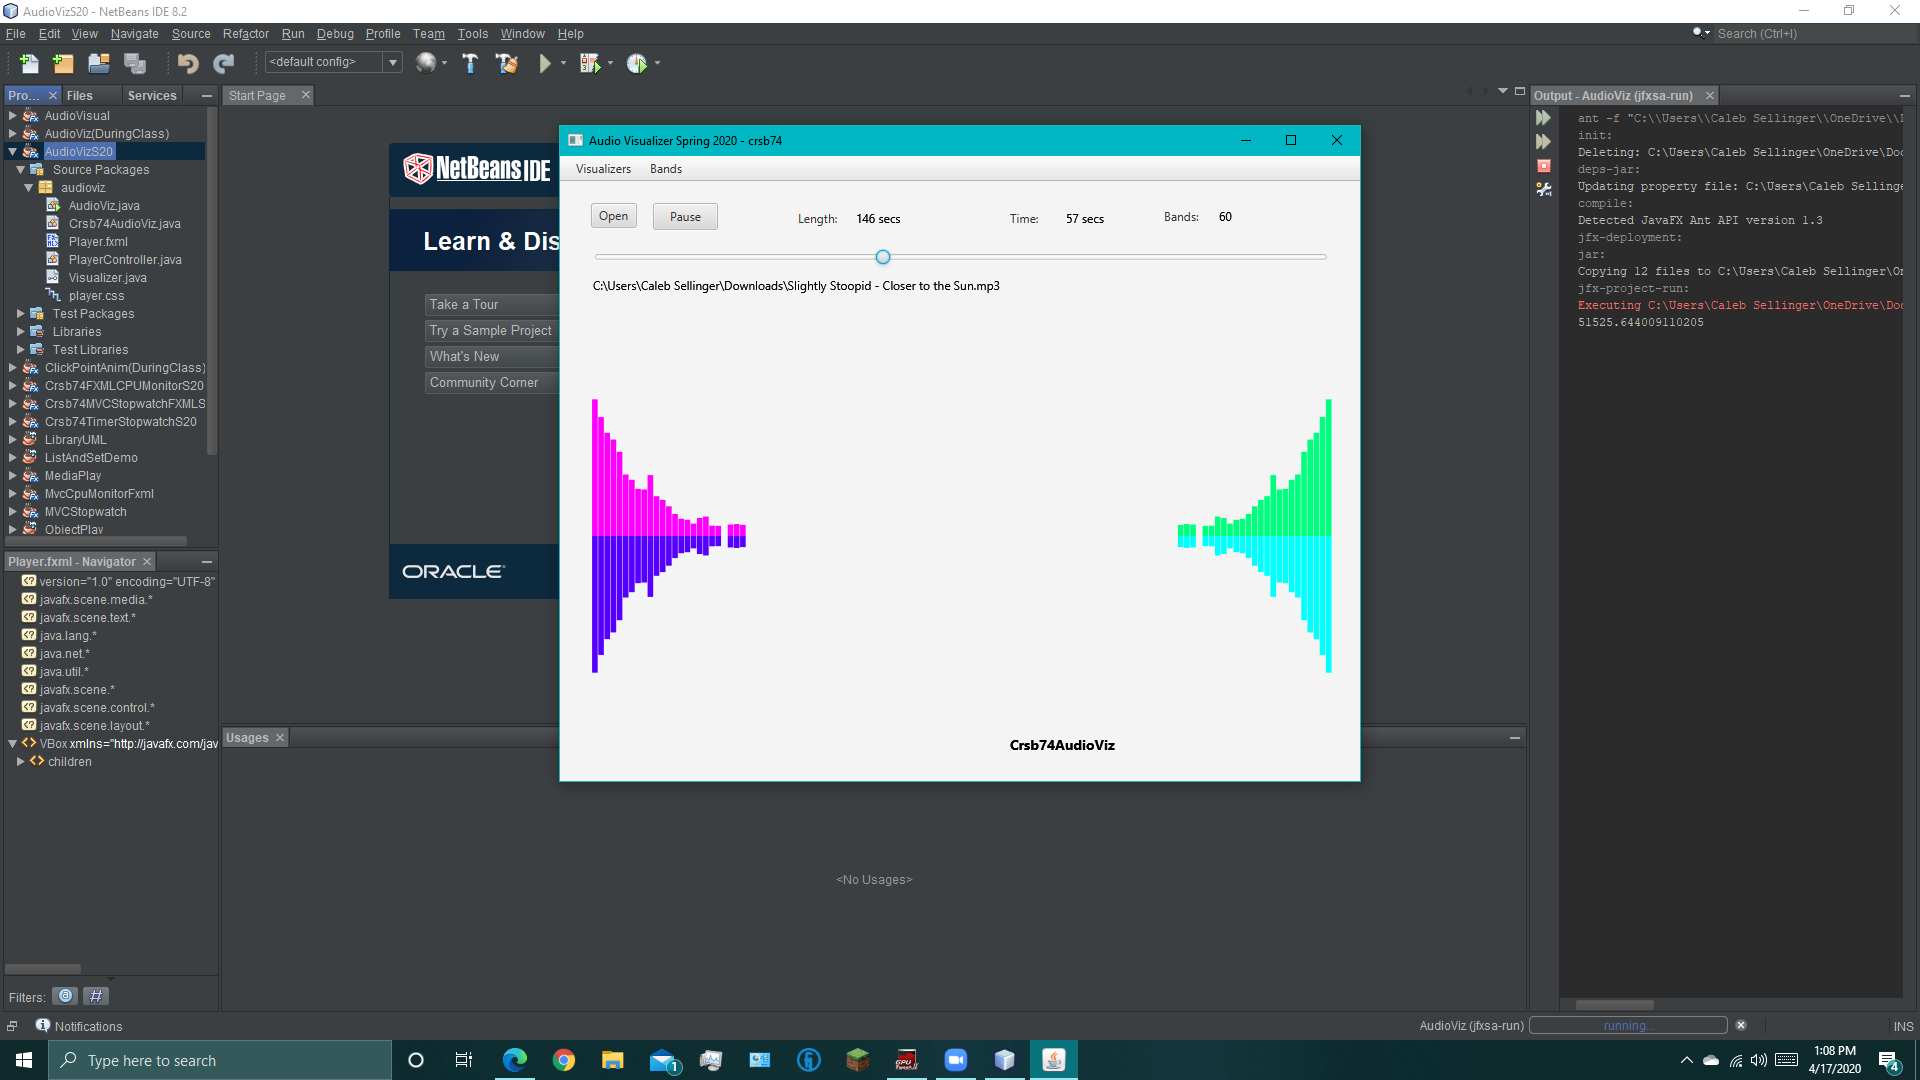 AudioVizS20 - NetBeans IDE 8.2
File Edit View Navigate Source Refactor Run Debug Profile Team Tools Window Help
Search (Ctrl+I)
<default config>
Pro... Files Services
Start Page
Output - AudioViz (jfxsa-run)
AudioVisual
AudioViz(DuringClass)
AudioVizS20
Source Packages
audioviz
AudioViz.java
Crsb74AudioViz.java
Player.fxml
PlayerController.java
Visualizer.java
player.css
Test Packages
Libraries
Test Libraries
ClickPointAnim(DuringClass)
Crsb74FXMLCPUMonitorS20
Crsb74MVCStopwatchFXMLS
Crsb74TimerStopwatchS20
LibraryUML
ListAndSetDemo
MediaPlay
MvcCpuMonitorFxml
MVCStopwatch
ObjectPlay
Player.fxml - Navigator
version="1.0" encoding="UTF-8"
javafx.scene.media.*
javafx.scene.text.*
java.lang.*
java.net.*
java.util.*
javafx.scene.*
javafx.scene.control.*
javafx.scene.layout.*
VBox xmlns="http://javafx.com/jav
children
Filters:
NetBeans IDE
Learn & Dis
Take a Tour
Try a Sample Project
What's New
Community Corner
ORACLE
Audio Visualizer Spring 2020 - crsb74
Visualizers Bands
Open Pause Length: 146 secs Time: 57 secs Bands: 60
C:\Users\Caleb Sellinger\Downloads\Slightly Stoopid - Closer to the Sun.mp3
Crsb74AudioViz
Usages
<No Usages>
ant -f "C:\\Users\\Caleb Sellinger\\OneDrive\\D
init:
Deleting: C:\Users\Caleb Sellinger\OneDrive\Doc
deps-jar:
Updating property file: C:\Users\Caleb Sellinge
compile:
Detected JavaFX Ant API version 1.3
jfx-deployment:
jar:
Copying 12 files to C:\Users\Caleb Sellinger\On
jfx-project-run:
Executing C:\Users\Caleb Sellinger\OneDrive\Doc
51525.644009110205
Notifications
AudioViz (jfxsa-run)
running...
INS
Type here to search
1
1:08 PM
4/17/2020
4